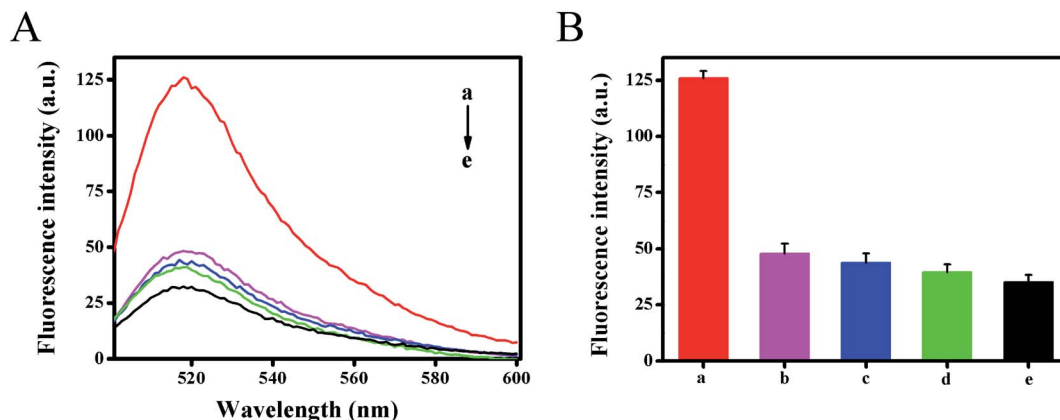 A
Fluorescence intensity (a.u.)
125
100
75
50
25
0
a
e
520
540
560
580
600
Wavelength (nm)
B
Fluorescence intensity (a.u.)
125
100
75
50
25
0
a
b
c
d
e